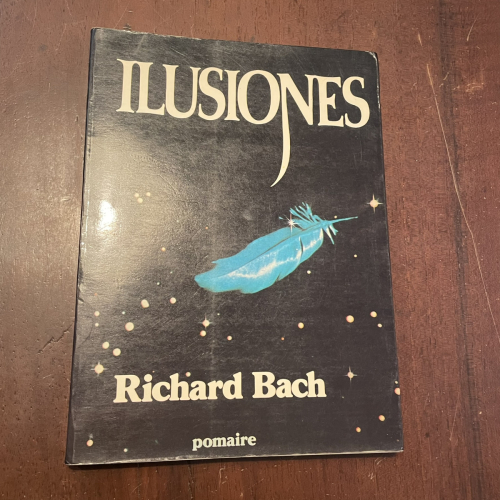 ILUSIONES
Richard Bach
pomaire